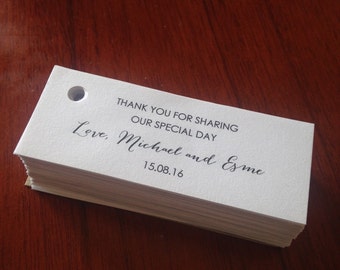 THANK YOU FOR SHARING
OUR SPECIAL DAY
Love, Michael and Esme
15.08.16